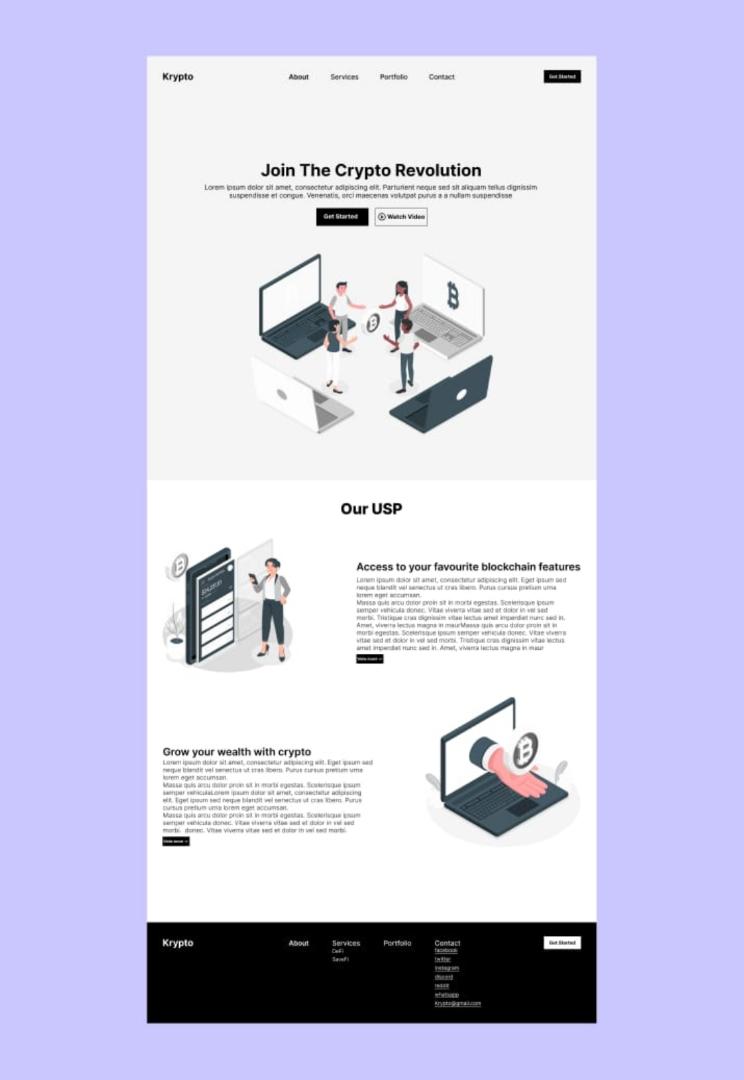 Krypto
About Services Portfolio Contact
Get Started
Join The Crypto Revolution
Lorem ipsum dolor sit amet, consectetur adipiscing elit. Parturient neque sed sit aliquam tellus dignissim
suspendisse et congue. Venenatis, orci maecenas volutpat purus a a nullam suspendisse
Get Started
Watch Video
Our USP
Access to your favourite blockchain features
Lorem ipsum dolor sit amet, consectetur adipiscing elit. Eget ipsum sed
neque blandit vel senectus ut cras libero. Purus cursus pretium urna
lorem eget accumsan.
Massa quis arcu dolor proin sit in morbi egestas. Scelerisque ipsum
semper vehicula donec. Vitae viverra vitae sed et dolor in vel sed
morbi. Tristique cras dignissim vitae lectus amet imperdiet nunc sed in.
Amet, viverra lectus magna in maurMassa quis arcu dolor proin sit in
morbi egestas. Scelerisque ipsum semper vehicula donec. Vitae viverra
vitae sed et dolor in vel sed morbi. Tristique cras dignissim vitae lectus
amet imperdiet nunc sed in. Amet, viverra lectus magna in maur
Grow your wealth with crypto
Lorem ipsum dolor sit amet, consectetur adipiscing elit. Eget ipsum sed
neque blandit vel senectus ut cras libero. Purus cursus pretium urna
lorem eget accumsan.
Massa quis arcu dolor proin sit in morbi egestas. Scelerisque ipsum
semper vehiculaLorem ipsum dolor sit amet, consectetur adipiscing
elit. Eget ipsum sed neque blandit vel senectus ut cras libero. Purus
cursus pretium urna lorem eget accumsan.
Massa quis arcu dolor proin sit in morbi egestas. Scelerisque ipsum
semper vehicula donec. Vitae viverra vitae sed et dolor in vel sed
morbi. donec. Vitae viverra vitae sed et dolor in vel sed morbi.
Krypto
About
Services
DeFi
SaveFi
Portfolio
Contact
facebook
twitter
instagram
discord
reddit
whatsapp
Krypto@gmail.com
Get Started